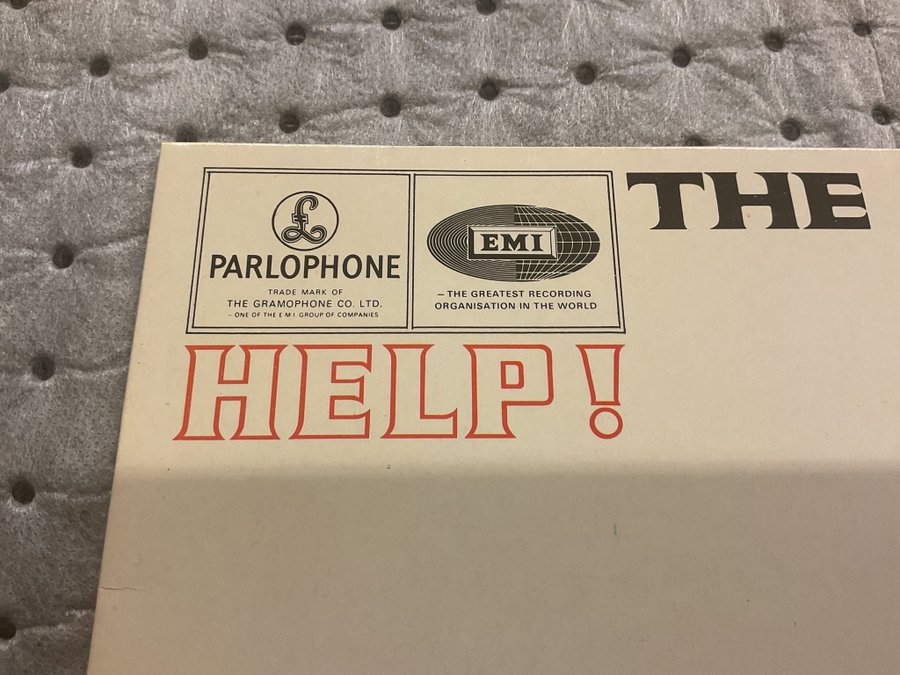 £
PARLOPHONE
TRADE MARK OF
THE GRAMOPHONE CO. LTD.
- ONE OF THE E M I GROUP OF COMPANIES
EMI
— THE GREATEST RECORDING
ORGANISATION IN THE WORLD
THE
HELP!